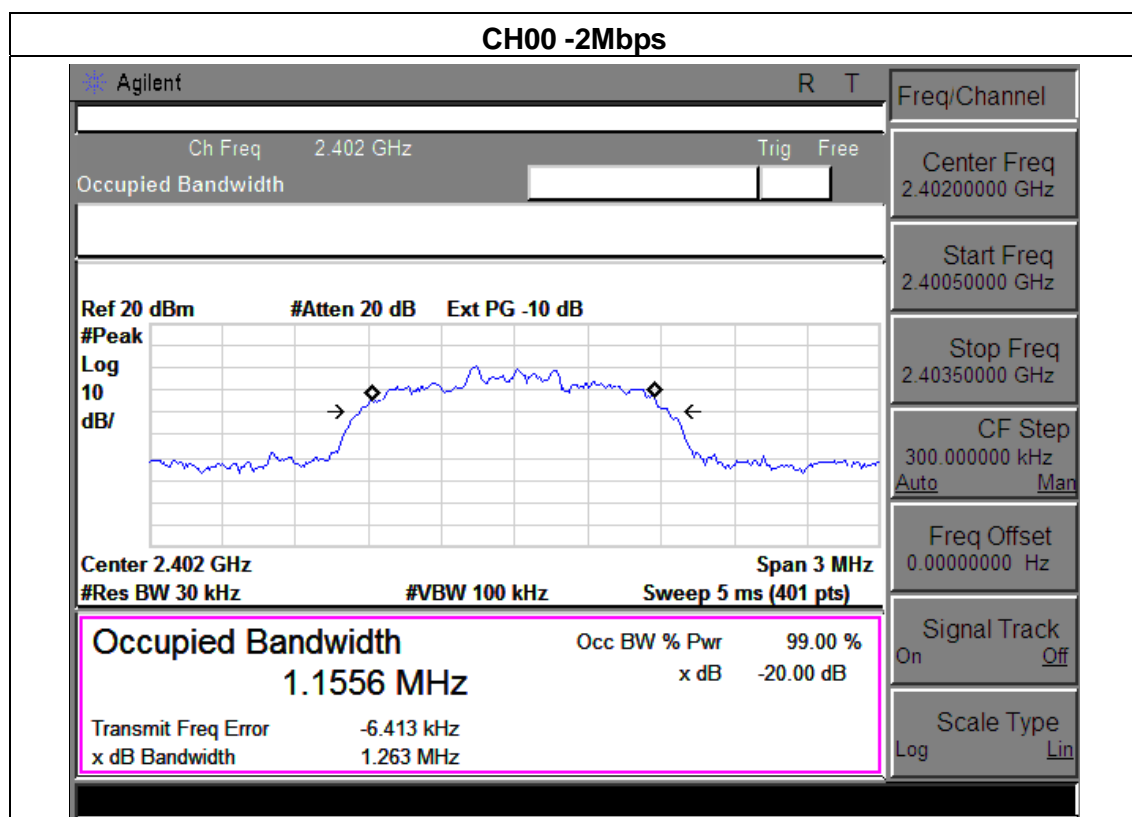 CH00 -2Mbps
Agilent R T
Ch Freq 2.402 GHz Trig Free
Occupied Bandwidth
Ref 20 dBm #Atten 20 dB Ext PG -10 dB
#Peak
Log
10
dB/
Center 2.402 GHz Span 3 MHz
#Res BW 30 kHz #VBW 100 kHz Sweep 5 ms (401 pts)
Occupied Bandwidth Occ BW % Pwr 99.00 %
1.1556 MHz x dB -20.00 dB
Transmit Freq Error -6.413 kHz
x dB Bandwidth 1.263 MHz
Freq/Channel
Center Freq
2.40200000 GHz
Start Freq
2.40050000 GHz
Stop Freq
2.40350000 GHz
CF Step
300.000000 kHz
Auto Man
Freq Offset
0.00000000 Hz
Signal Track
On Off
Scale Type
Log Lin